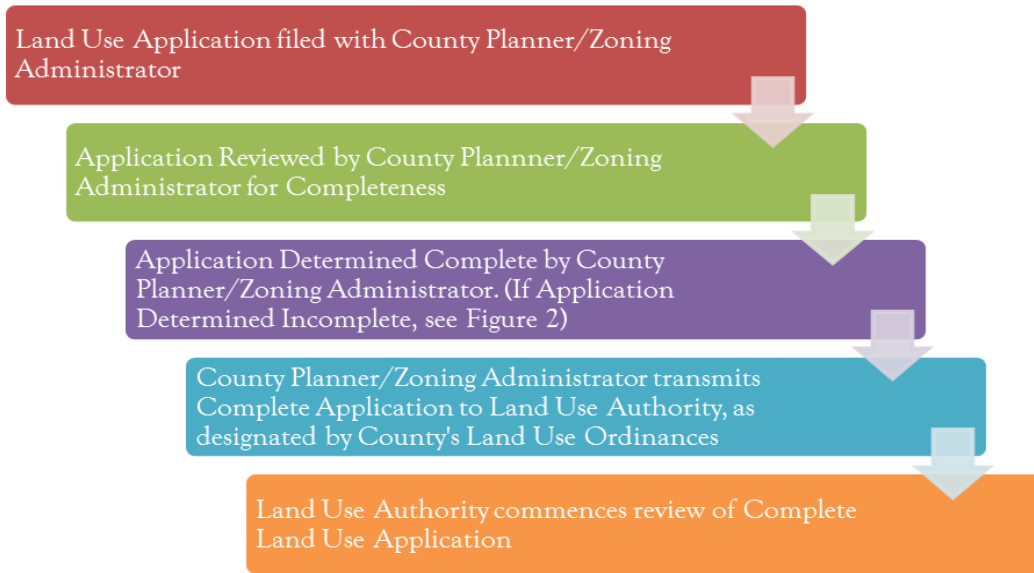 Land Use Application filed with County Planner/Zoning
Administrator
Application Reviewed by County Plannner/Zoning
Administrator for Completeness
Application Determined Complete by County
Planner/Zoning Administrator. (If Application
Determined Incomplete, see Figure 2)
County Planner/Zoning Administrator transmits
Complete Application to Land Use Authority, as
designated by County's Land Use Ordinances
Land Use Authority commences review of Complete
Land Use Application